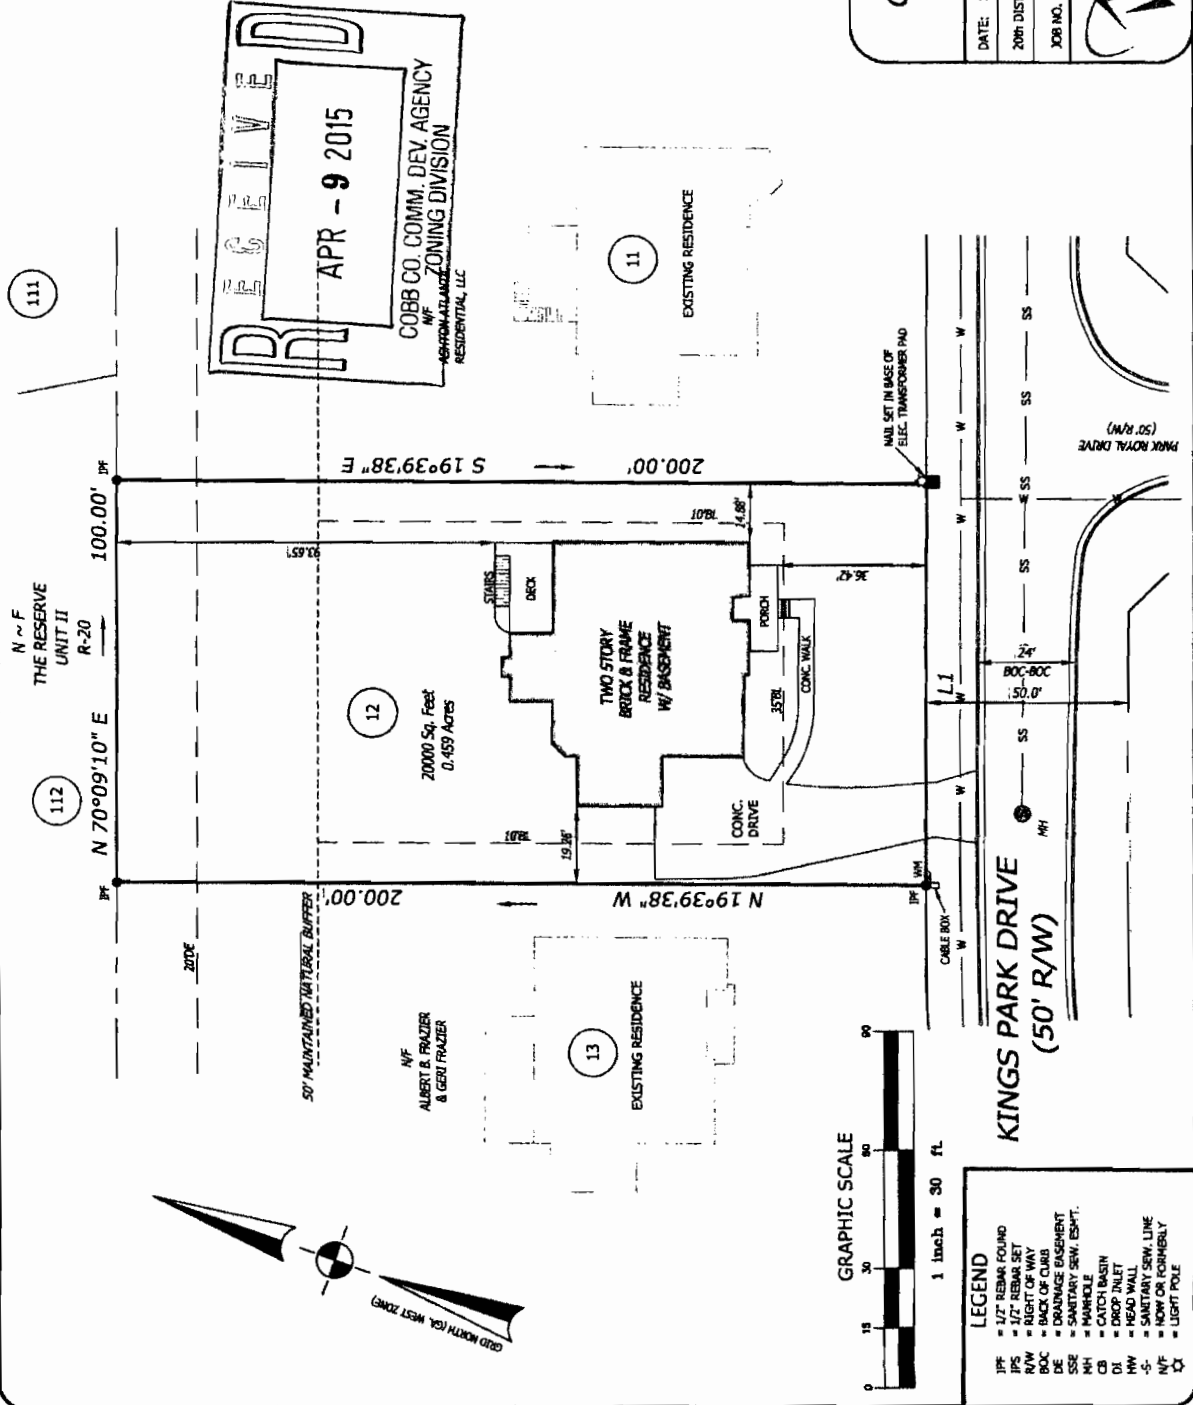 111
112
N ~ F
THE RESERVE
UNIT II
R-20
N 70°09'10" E
100.00'
IPF
IPF
20'DE
50' MAINTAINED NATURAL BUFFER
RECEIVED
APR - 9 2015
COBB CO. COMM. DEV. AGENCY
ZONING DIVISION
N/F
ASHTON ATLANTA
RESIDENTIAL, LLC
11
EXISTING RESIDENCE
S 19°39'38" E
200.00'
12
20000 Sq. Feet
0.459 Acres
93.65'
STAIRS
DECK
TWO STORY
BRICK & FRAME
RESIDENCE
W/ BASEMENT
PORCH
CONC. WALK
CONC.
DRIVE
10'BL
10'BL
35'BL
14.88'
19.26'
36.42'
N 19°39'38" W
200.00'
N/F
ALBERT B. FRAZIER
& GERI FRAZIER
13
EXISTING RESIDENCE
NAIL SET IN BASE OF
ELEC. TRANSFORMER PAD
IPF
WM
CABLE BOX
L1
W
W
W
W
W
W
W
W
SS
SS
SS
SS
SS
24'
BOC-BOC
50.0'
MH
KINGS PARK DRIVE
(50' R/W)
PARK ROYAL DRIVE
(50' R/W)
GRID NORTH (GA. WEST ZONE)
GRAPHIC SCALE
0
15
30
60
90
1 inch = 30 ft.
LEGEND
IPF = 1/2" REBAR FOUND
IPS = 1/2" REBAR SET
R/W = RIGHT OF WAY
BOC = BACK OF CURB
DE = DRAINAGE EASEMENT
SSE = SANITARY SEW. ESM'T.
MH = MANHOLE
CB = CATCH BASIN
DI = DROP INLET
HW = HEAD WALL
-S- = SANITARY SEW. LINE
N/F = NOW OR FORMERLY
= LIGHT POLE
DATE:
20th DIST
JOB NO.